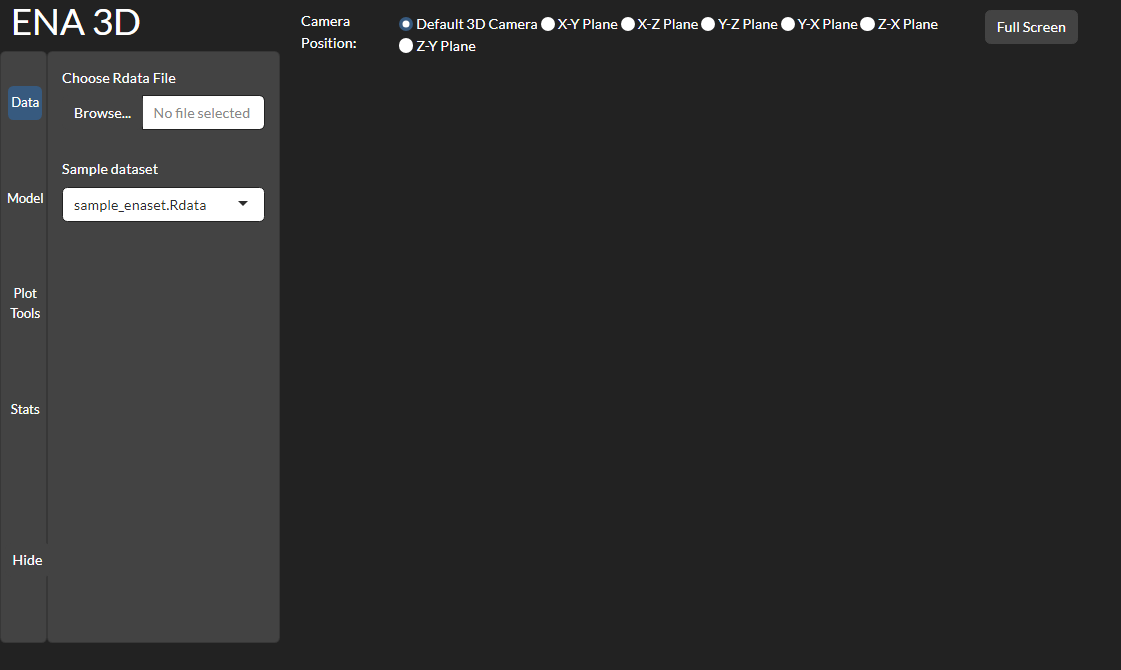 ENA 3D
Camera
Position:
Default 3D Camera X-Y Plane X-Z Plane Y-Z Plane Y-X Plane Z-X Plane
Z-Y Plane
Full Screen
Data
Model
Plot
Tools
Stats
Hide
Choose Rdata File
Browse... No file selected
Sample dataset
sample_enaset.Rdata